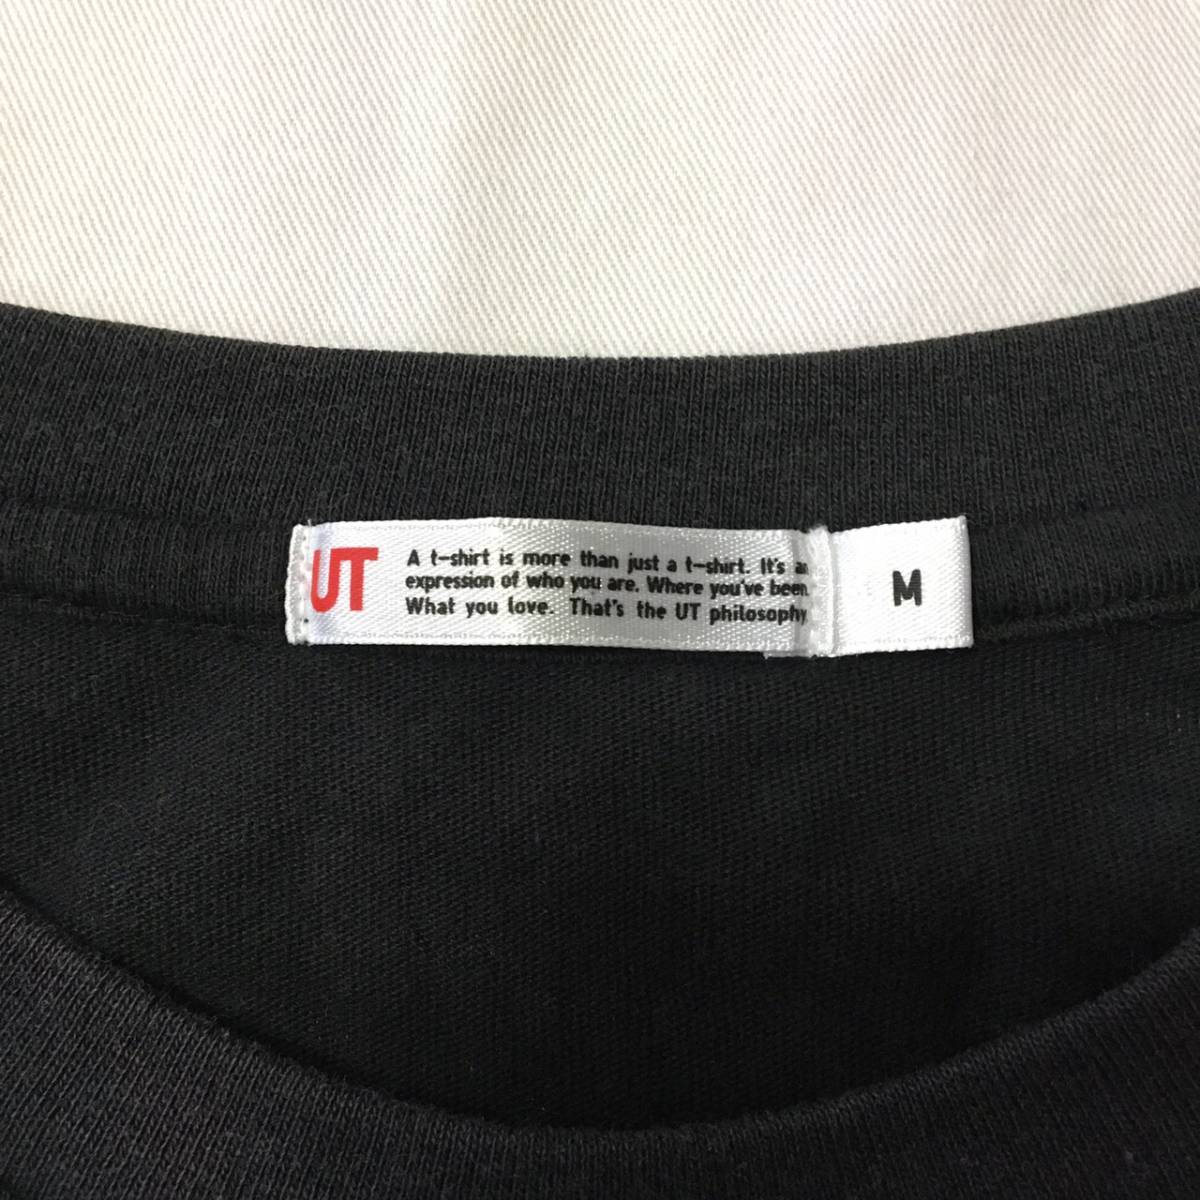 UT
A t-shirt is more than just a t-shirt. It's an
expression of who you are. Where you've been.
What you love. That's the UT philosophy
M